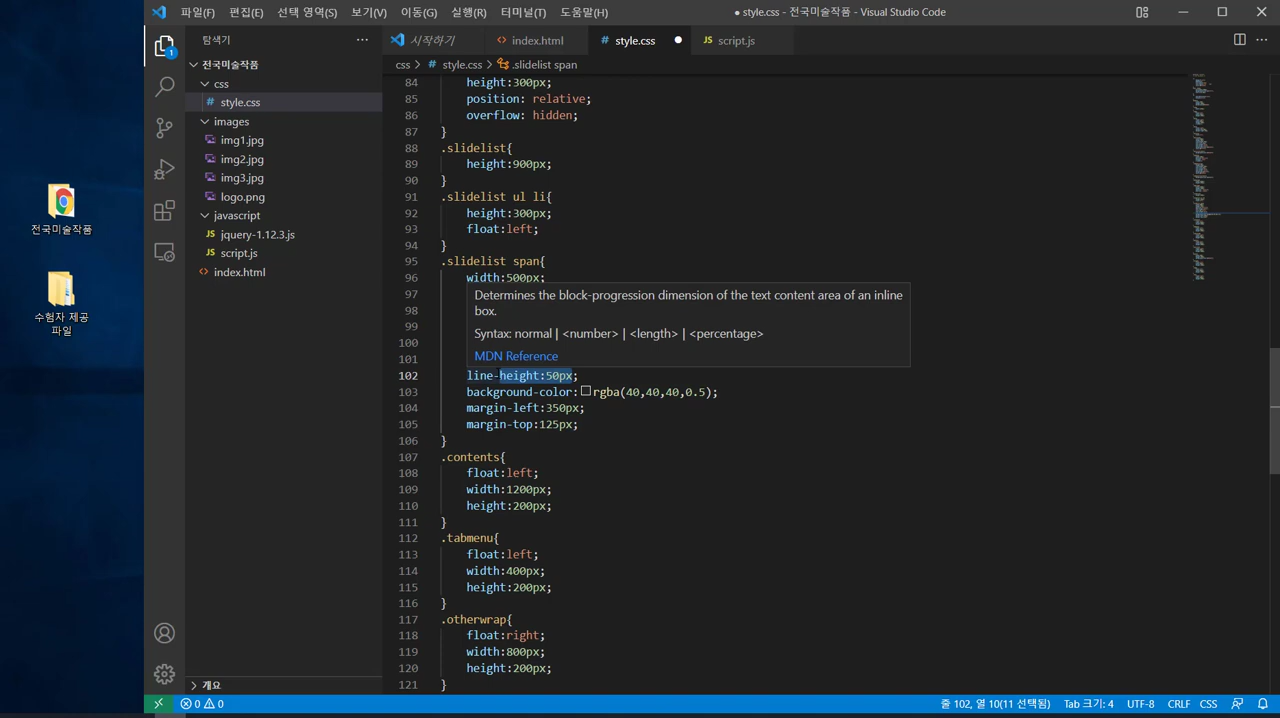 파일(F) 편집(E) 선택 영역(S) 보기(V) 이동(G) 실행(R) 터미널(T) 도움말(H)
● style.css - 전국미술작품 - Visual Studio Code
탐색기
시작하기
index.html
style.css
script.js
css > style.css > .slidelist span
전국미술작품
css
style.css
images
img1.jpg
img2.jpg
img3.jpg
logo.png
javascript
jquery-1.12.3.js
script.js
index.html
개요
전국미술작품
수험자 제공
파일
1
84 height:300px;
85 position: relative;
86 overflow: hidden;
87 }
88 .slidelist{
89 height:900px;
90 }
91 .slidelist ul li{
92 height:300px;
93 float:left;
94 }
95 .slidelist span{
96 width:500px;
97
98
99
100
101
Determines the block-progression dimension of the text content area of an inline
box.
Syntax: normal | <number> | <length> | <percentage>
MDN Reference
102 line-height:50px;
103 background-color:rgba(40,40,40,0.5);
104 margin-left:350px;
105 margin-top:125px;
106 }
107 .contents{
108 float:left;
109 width:1200px;
110 height:200px;
111 }
112 .tabmenu{
113 float:left;
114 width:400px;
115 height:200px;
116 }
117 .otherwrap{
118 float:right;
119 width:800px;
120 height:200px;
121 }
0 0
줄 102, 열 10(11 선택됨) Tab 크기: 4 UTF-8 CRLF CSS